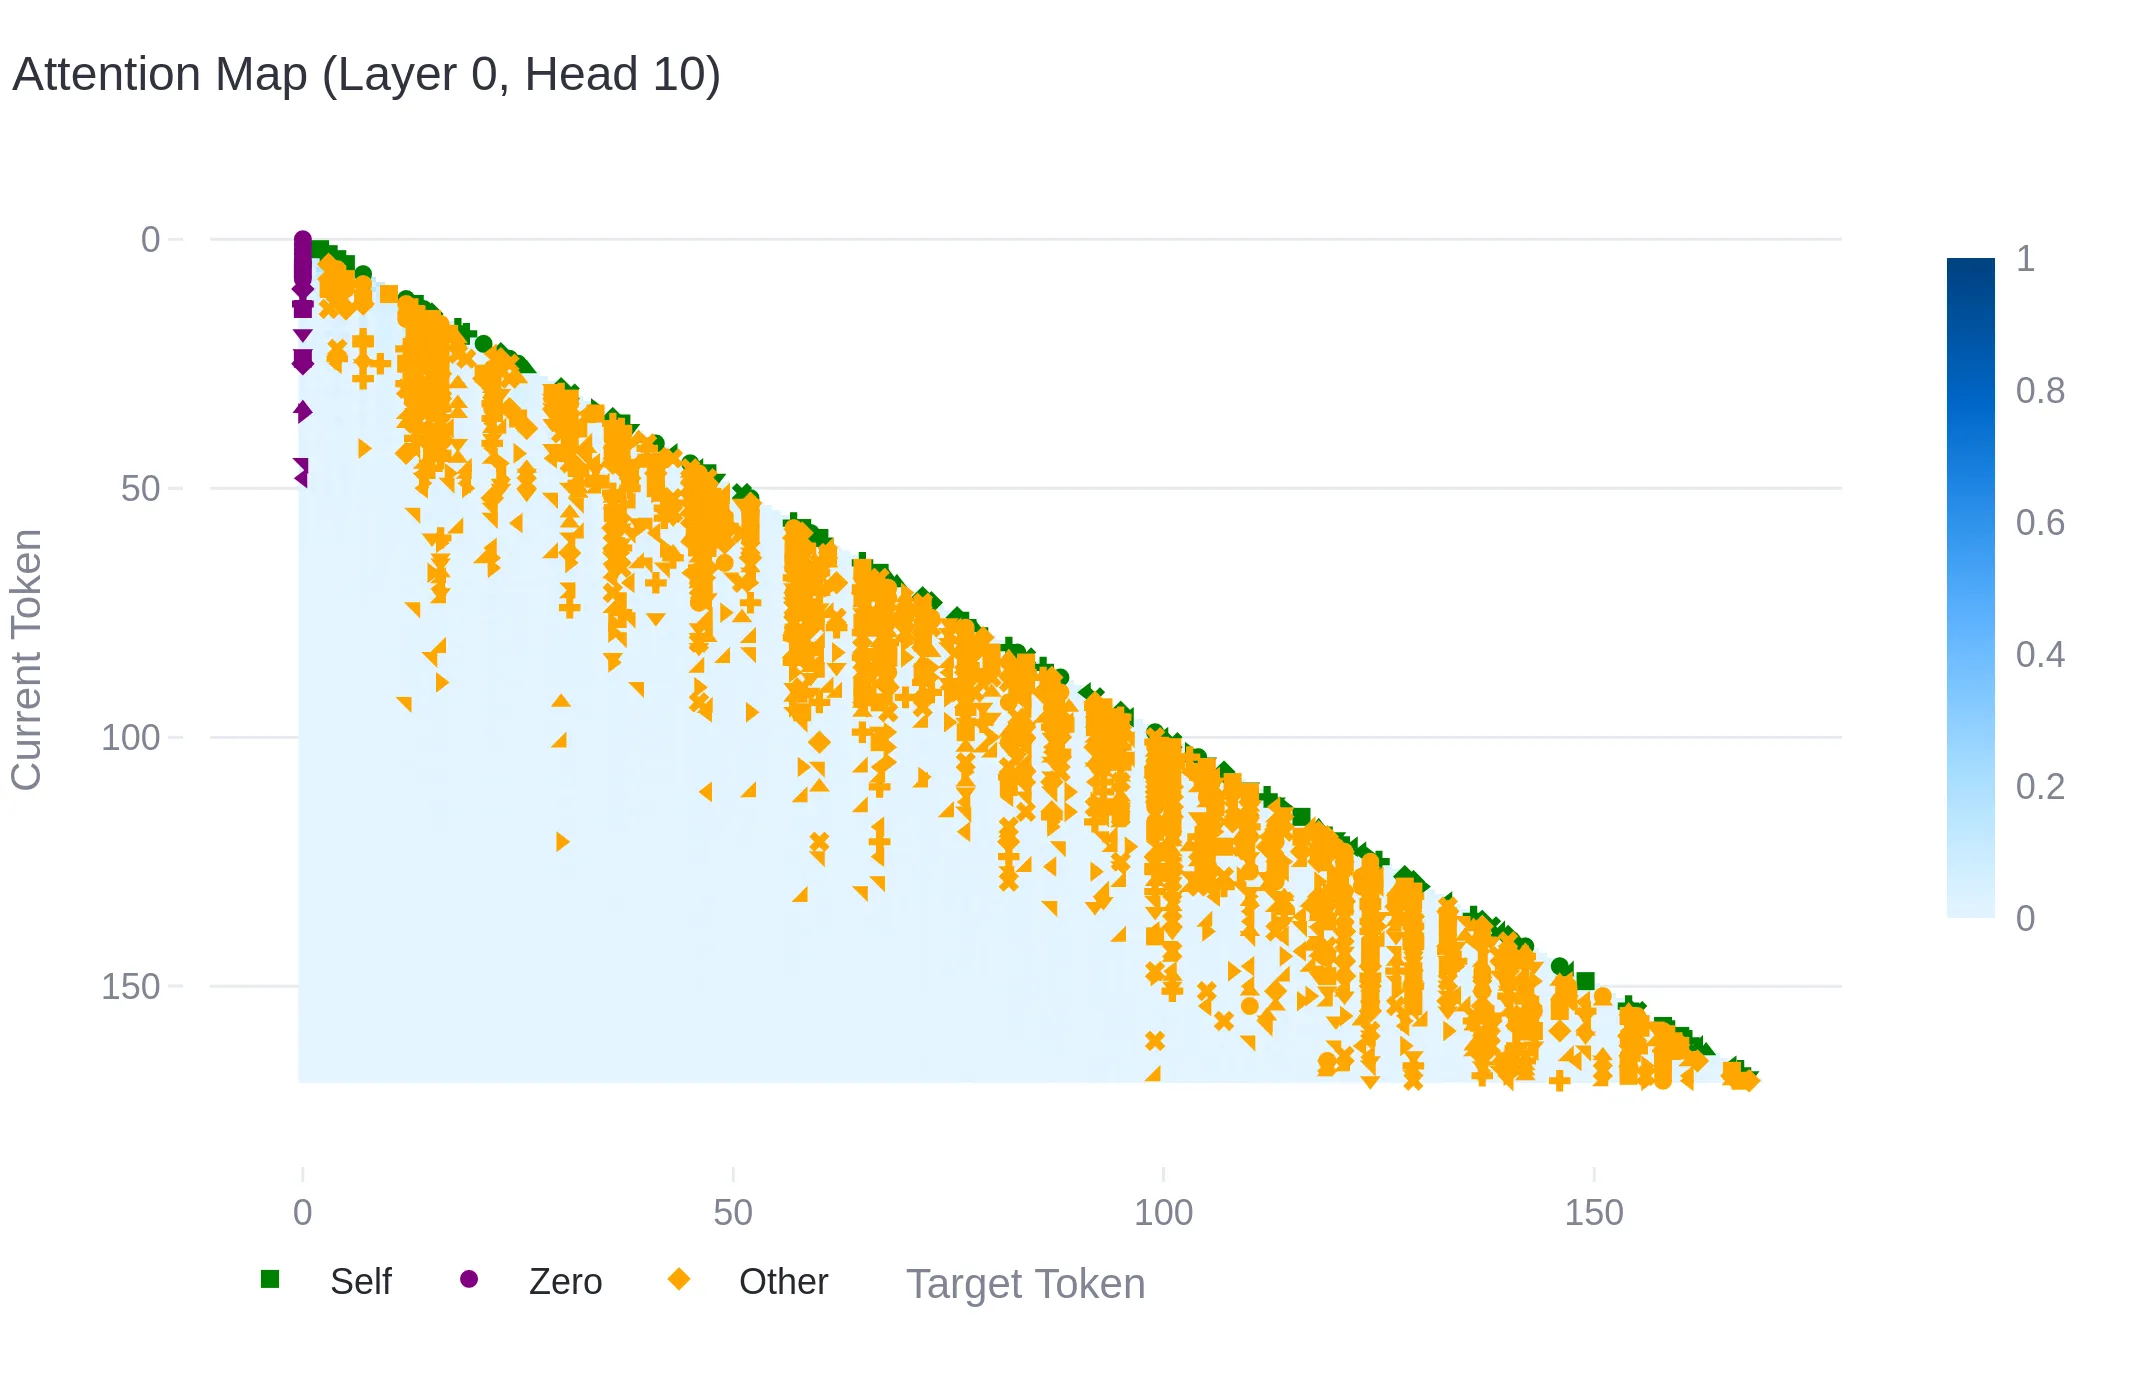 Attention Map (Layer 0, Head 10)
0
50
100
150
Current Token
0
50
100
150
Target Token
Self
Zero
Other
1
0.8
0.6
0.4
0.2
0